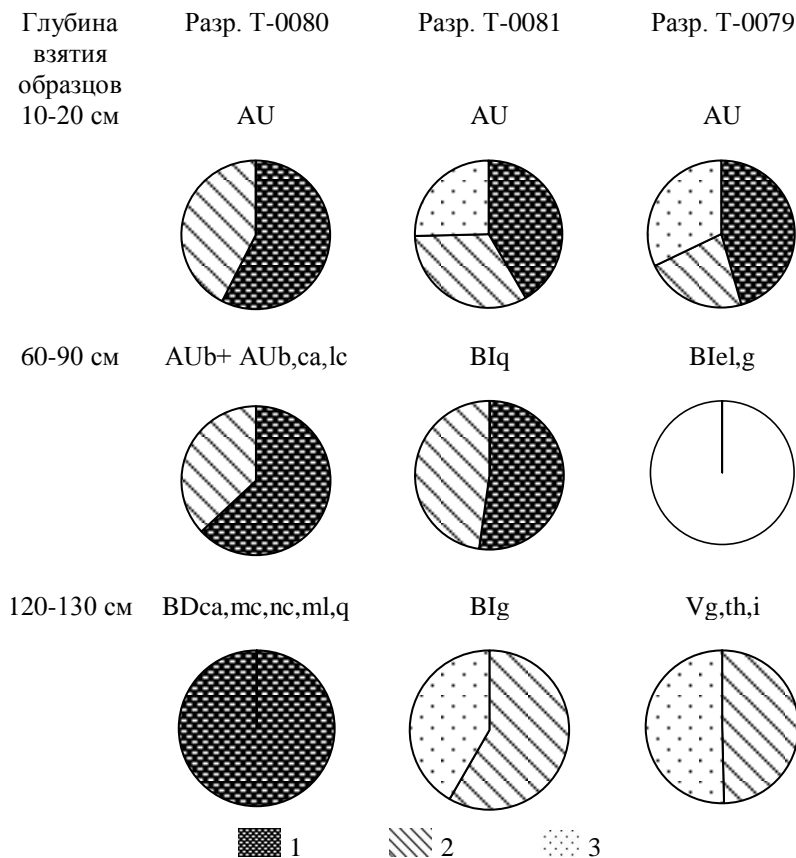 Глубина взятия образцов Разр. Т-0080 Разр. Т-0081 Разр. Т-0079
10-20 см AU AU AU
60-90 см AUb+ AUb,ca,lc BIq BIel,g
120-130 см BDca,mc,nc,ml,q BIg Vg,th,i
1 2 3